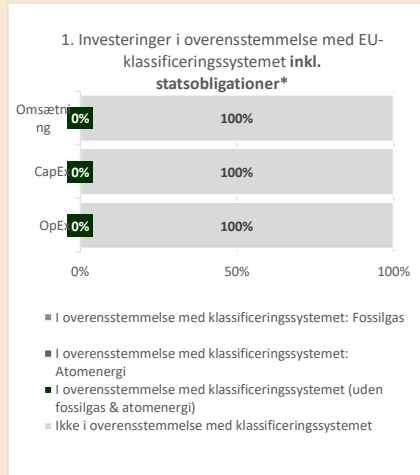 1. Investeringer i overensstemmelse med EU-
klassificeringssystemet inkl.
statsobligationer*
Omsætni
ng
0%
100%
CapEx
0%
100%
OpEx
0%
100%
0%
50%
100%
I overensstemmelse med klassificeringssystemet: Fossilgas
I overensstemmelse med klassificeringssystemet:
Atomenergi
I overensstemmelse med klassificeringssystemet (uden
fossilgas & atomenergi)
Ikke i overensstemmelse med klassificeringssystemet